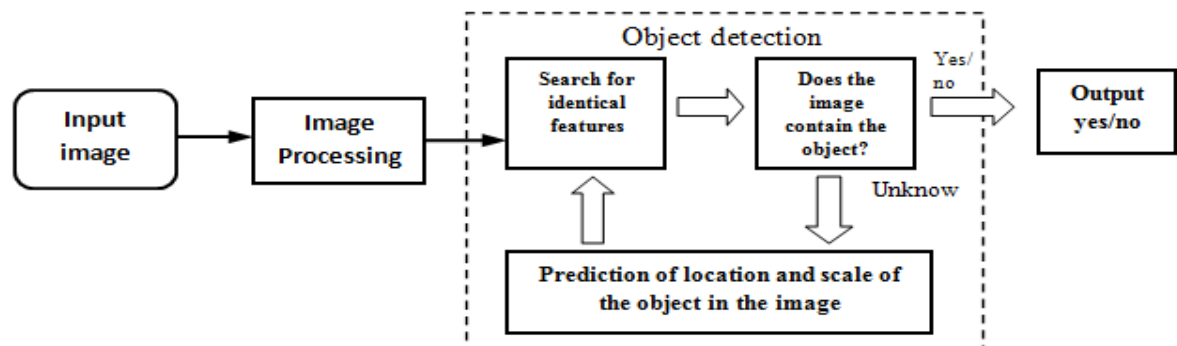 Object detection
Input
image
Image
Processing
Search for
identical
features
Does the
image
contain the
object?
Yes/
no
Output
yes/no
Unknow
Prediction of location and scale of
the object in the image